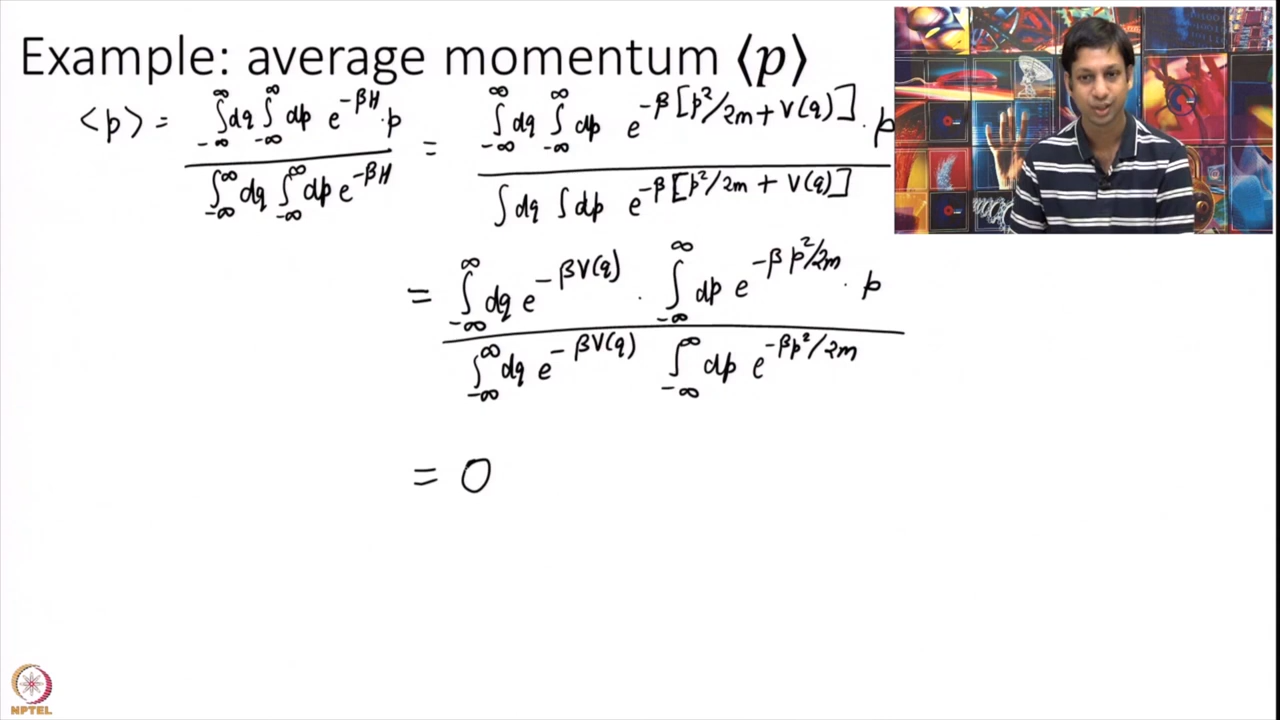 Example: average momentum ⟨p⟩
<p> = ∫_{-∞}^{∞} dq ∫_{-∞}^{∞} dp e^{-βH} · p / ∫_{-∞}^{∞} dq ∫_{-∞}^{∞} dp e^{-βH} = ∫_{-∞}^{∞} dq ∫_{-∞}^{∞} dp e^{-β[p²/2m + V(q)]} · p / ∫ dq ∫ dp e^{-β[p²/2m + V(q)]}
= ∫_{-∞}^{∞} dq e^{-βV(q)} · ∫_{-∞}^{∞} dp e^{-βp²/2m} · p / ∫_{-∞}^{∞} dq e^{-βV(q)} ∫_{-∞}^{∞} dp e^{-βp²/2m}
= 0
NPTEL